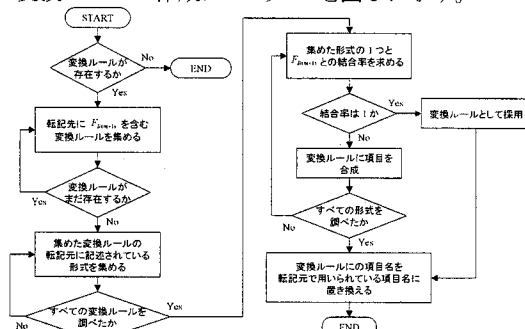 START
変換ルールが
存在するか
No
END
Yes
転記先に
を含む
変換ルールを集める
変換ルールが
まだ存在するか
Yes
No
集めた変換ルールの
転記元に記述されている
形式を集める
すべての変換ルールを
調べたか
Yes
No
集めた形式の1つと
との結合率を求める
結合率は1か
Yes
変換ルールとして採用
No
変換ルールに項目を
合成
すべての形式を
調べたか
No
Yes
変換ルールにの項目名を
転記元で用いられている項目名に
置き換える
END